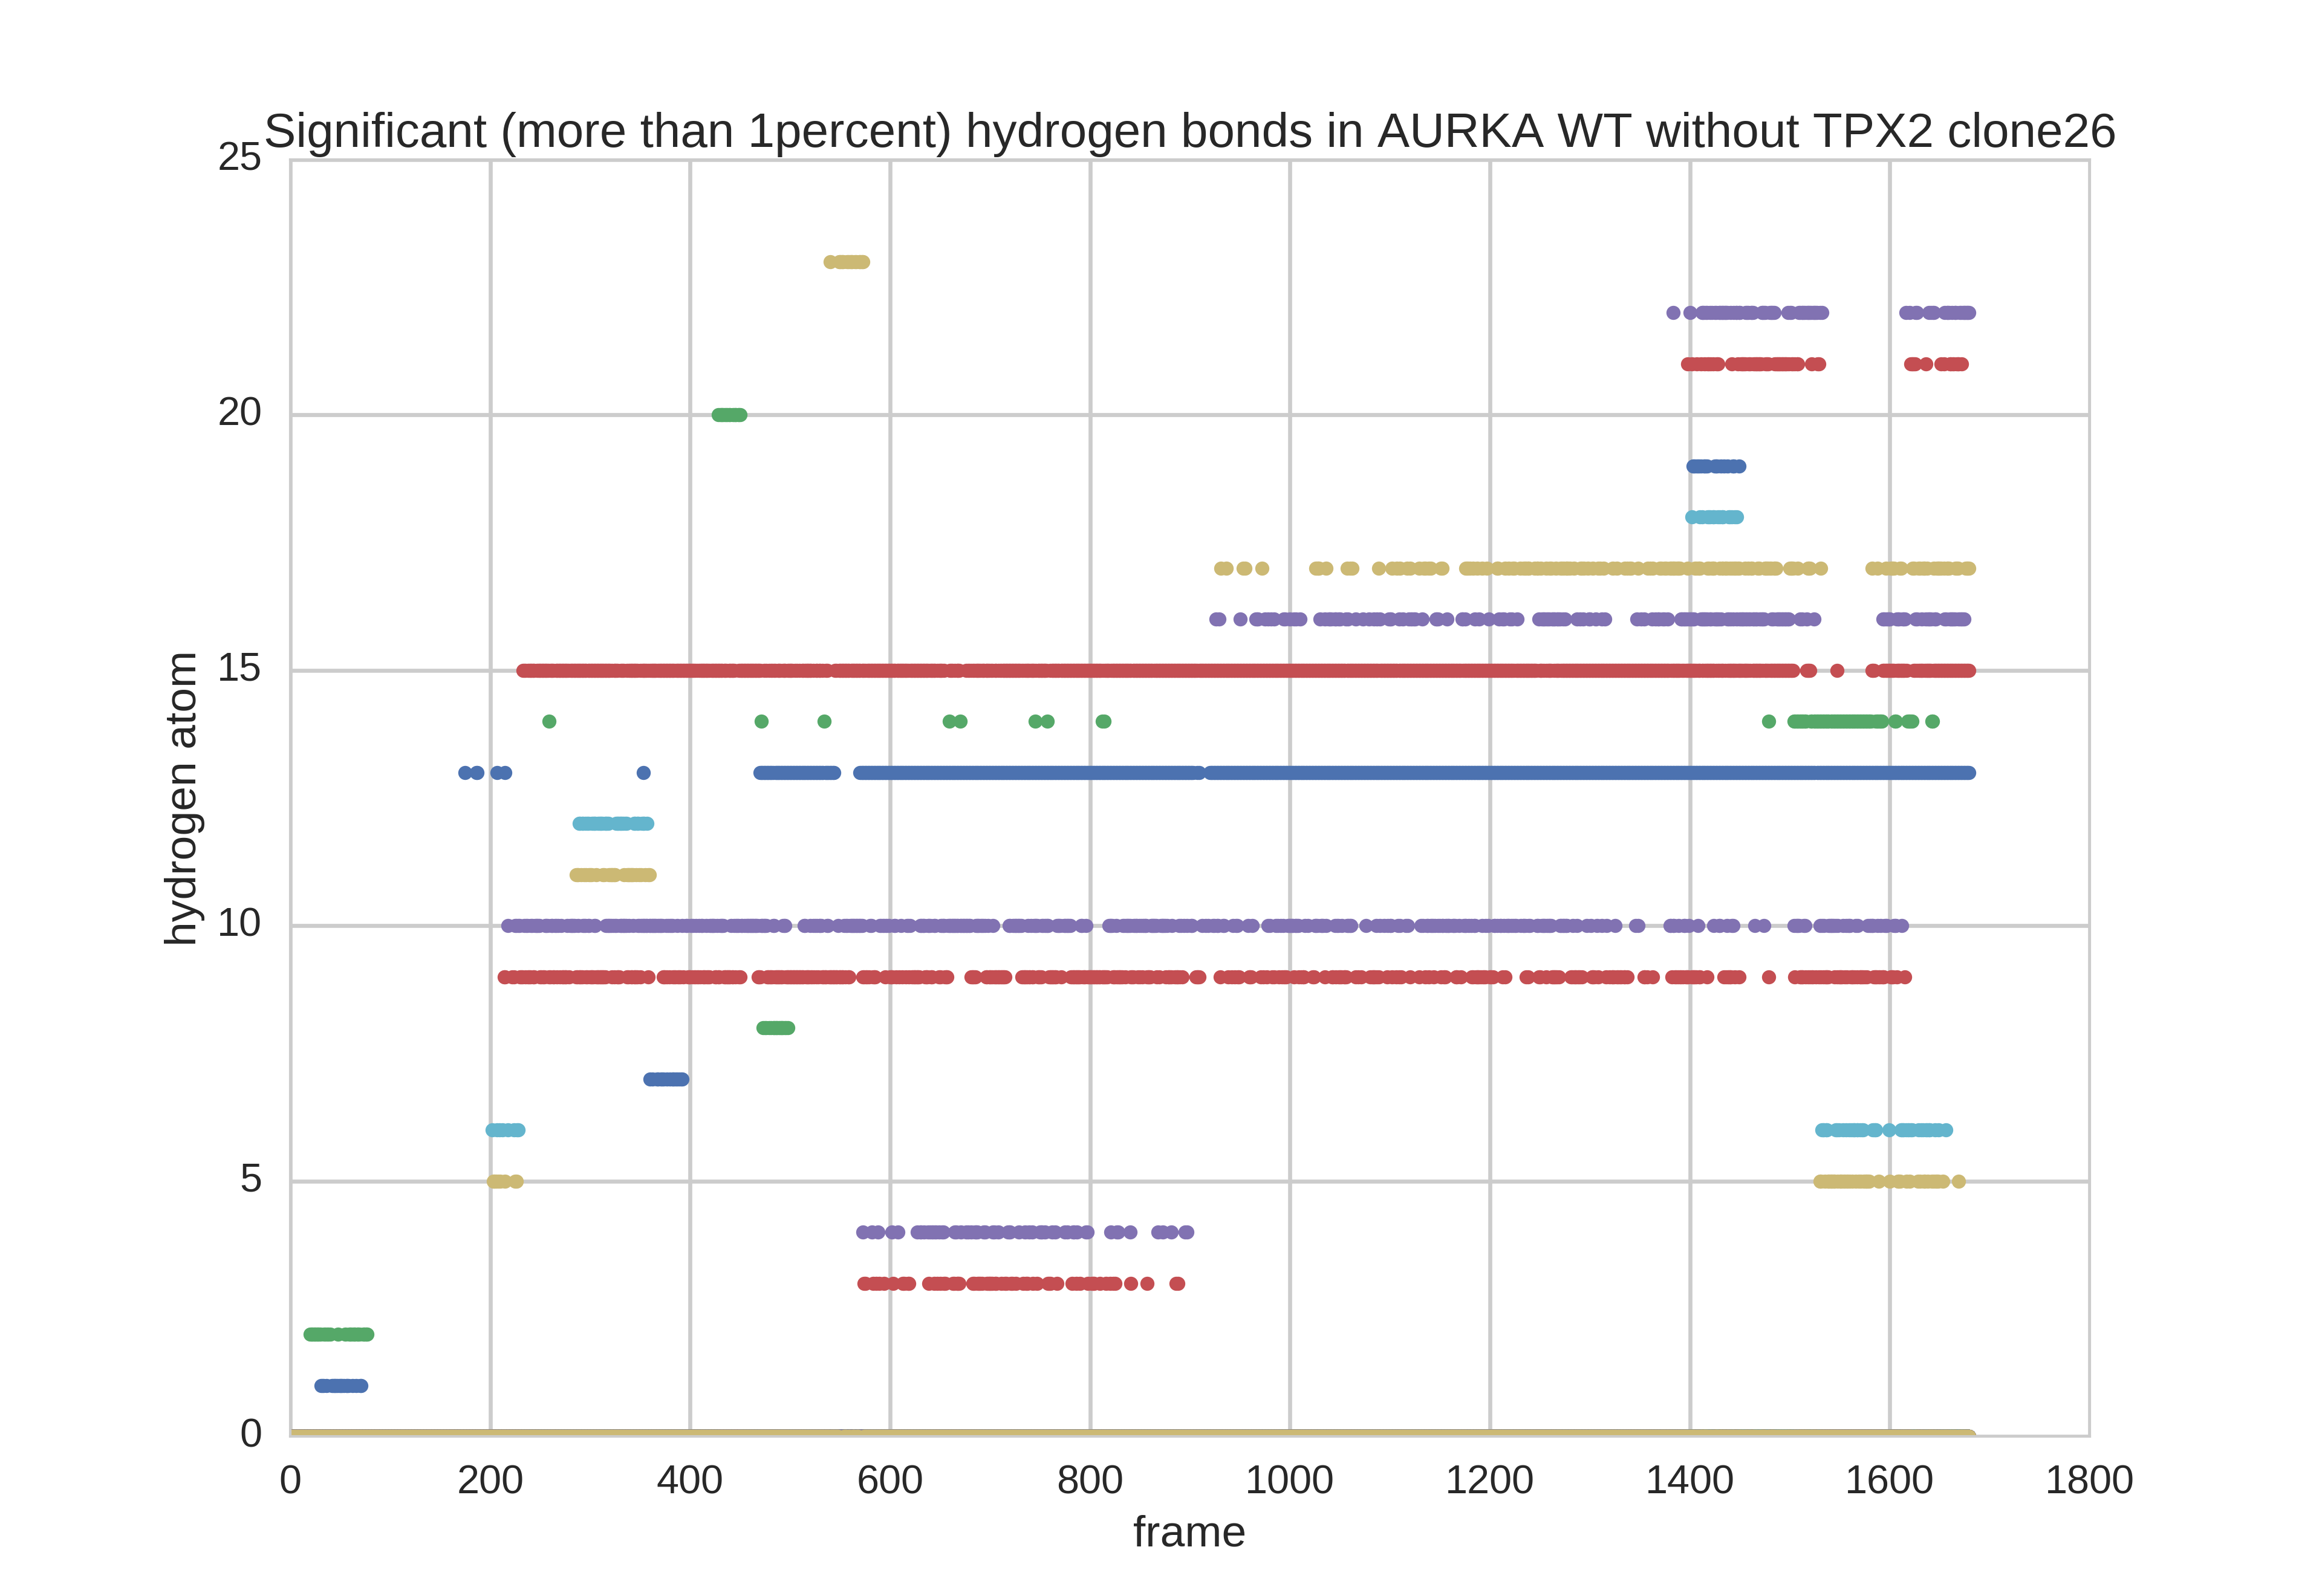 Significant (more than 1percent) hydrogen bonds in AURKA WT without TPX2 clone26
25
20
15
10
5
0
hydrogen atom
0 200 400 600 800 1000 1200 1400 1600 1800
frame